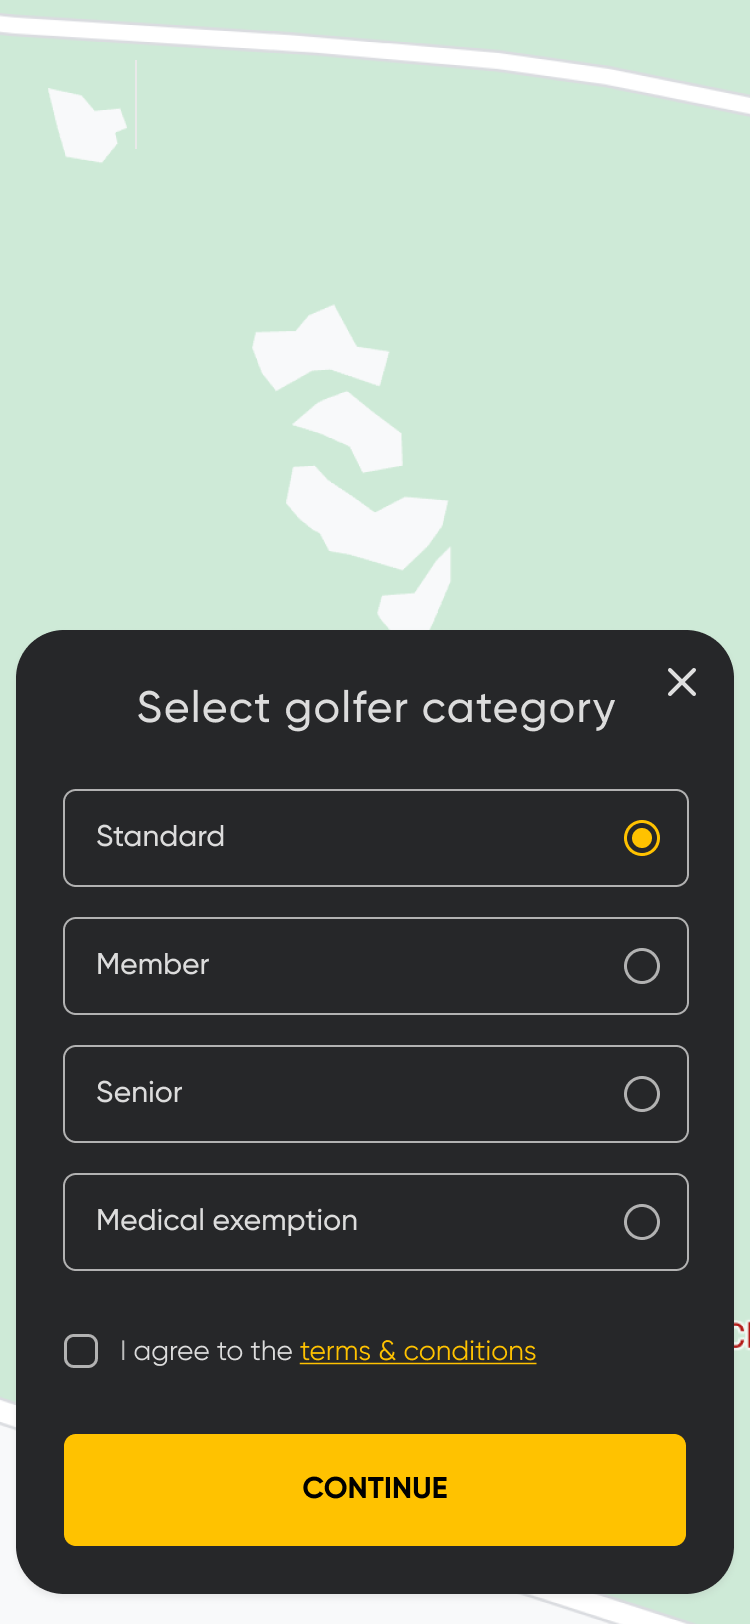 Select golfer category
Standard
Member
Senior
Medical exemption
I agree to the terms & conditions
CONTINUE